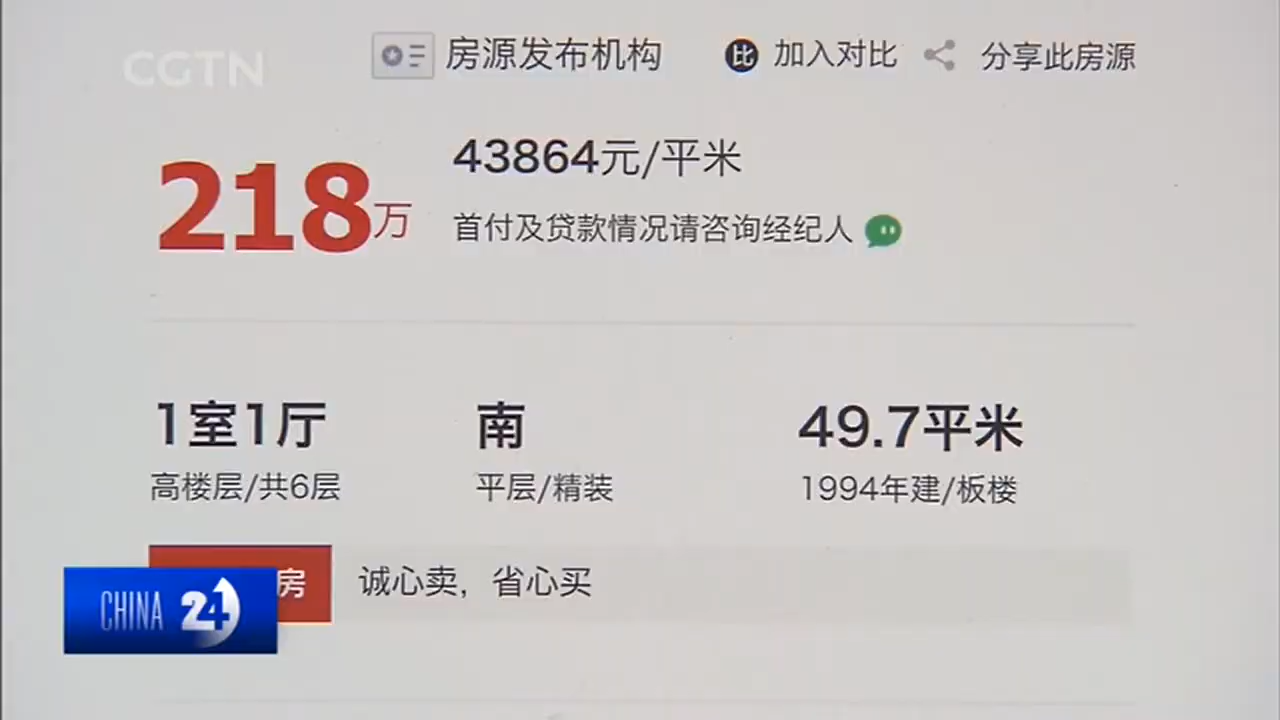 CGTN
房源发布机构 比 加入对比 分享此房源
218万
43864元/平米
首付及贷款情况请咨询经纪人
1室1厅 南 49.7平米
高楼层/共6层 平层/精装 1994年建/板楼
房 诚心卖，省心买
CHINA 24